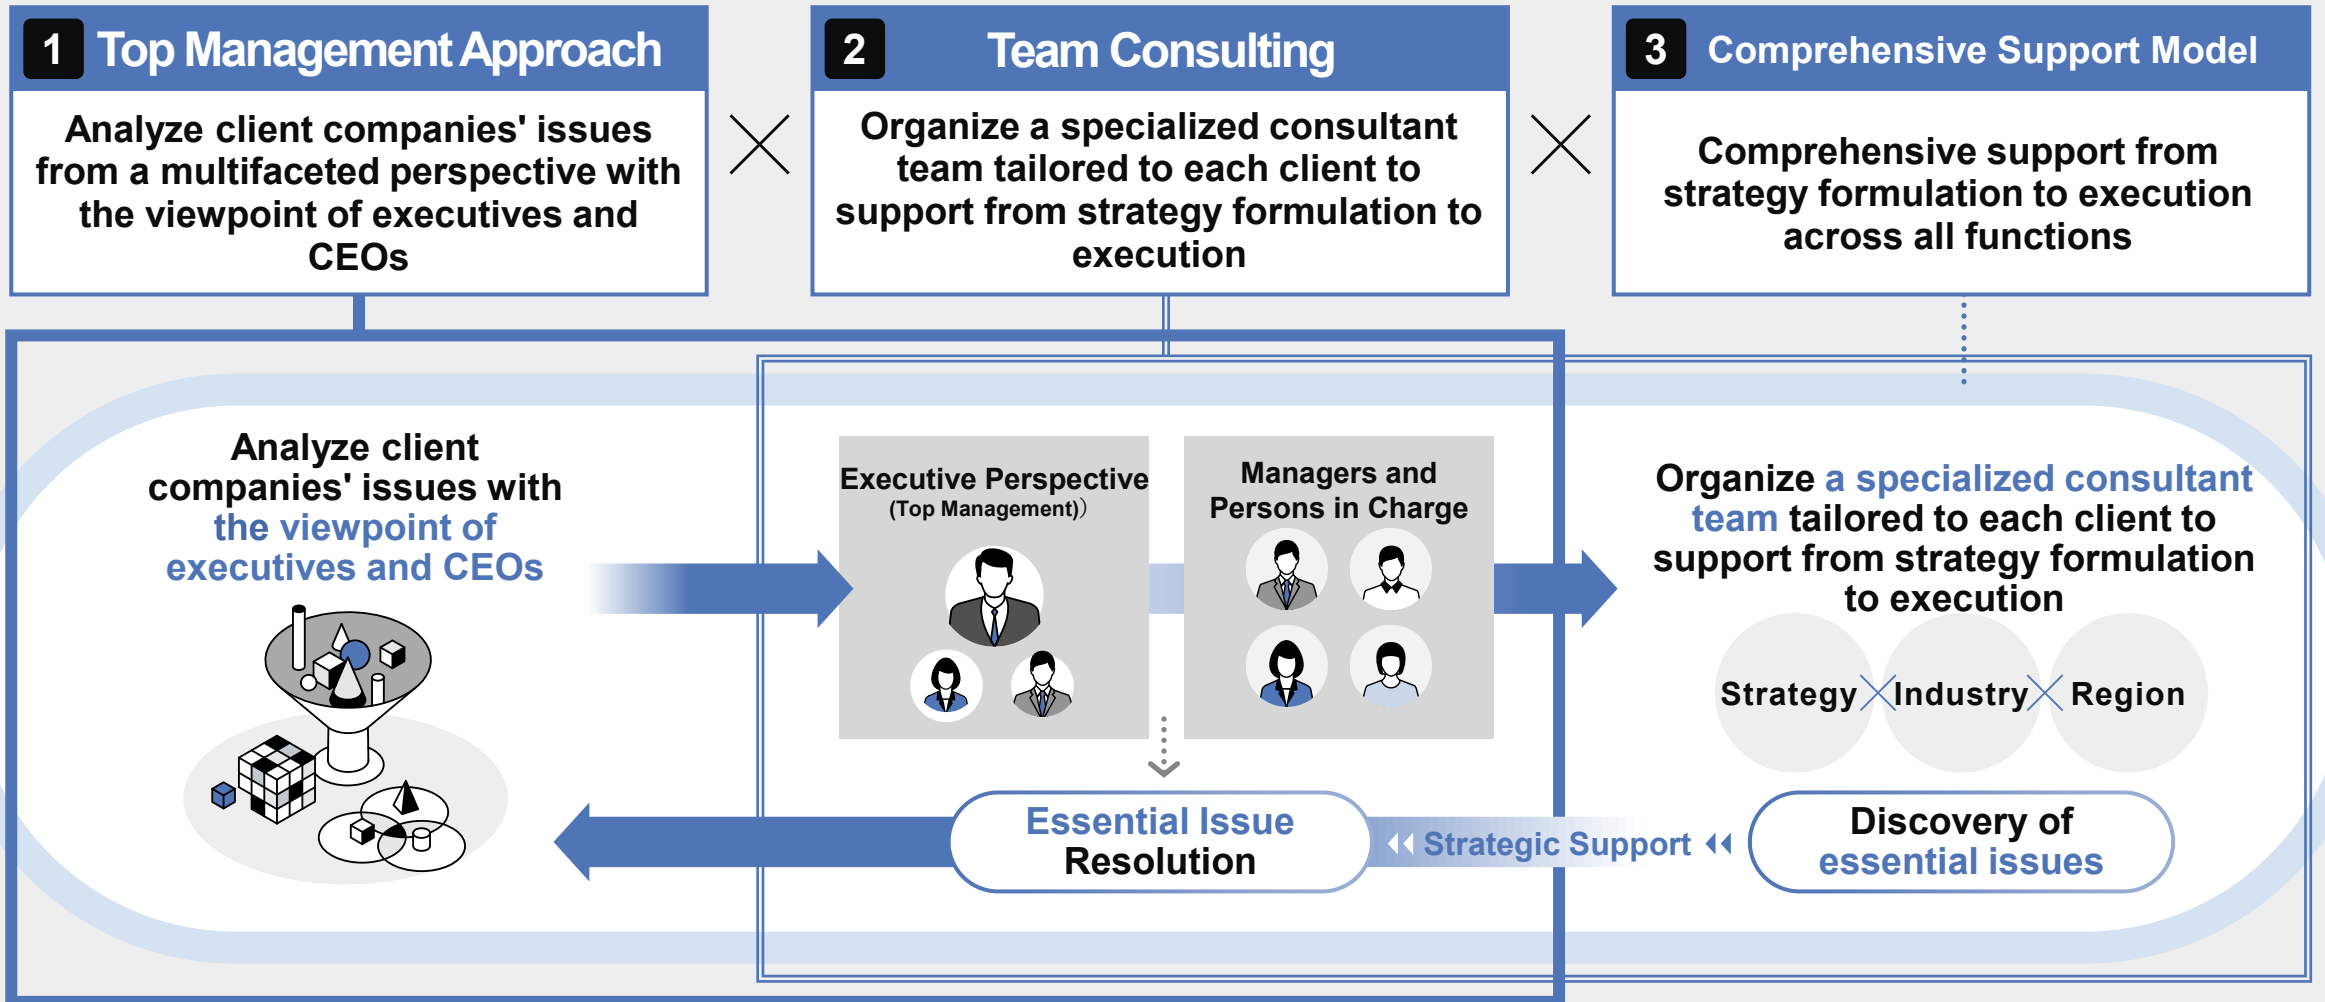 1 Top Management Approach
Analyze client companies' issues
from a multifaceted perspective with
the viewpoint of executives and
CEOs
2 Team Consulting
Organize a specialized consultant
team tailored to each client to
support from strategy formulation to
execution
3 Comprehensive Support Model
Comprehensive support from
strategy formulation to execution
across all functions
Analyze client
companies' issues with
the viewpoint of
executives and CEOs
Executive Perspective
(Top Management)）
Managers and
Persons in Charge
Organize a specialized consultant
team tailored to each client to
support from strategy formulation
to execution
Strategy Industry Region
Essential Issue
Resolution
Strategic Support
Discovery of
essential issues